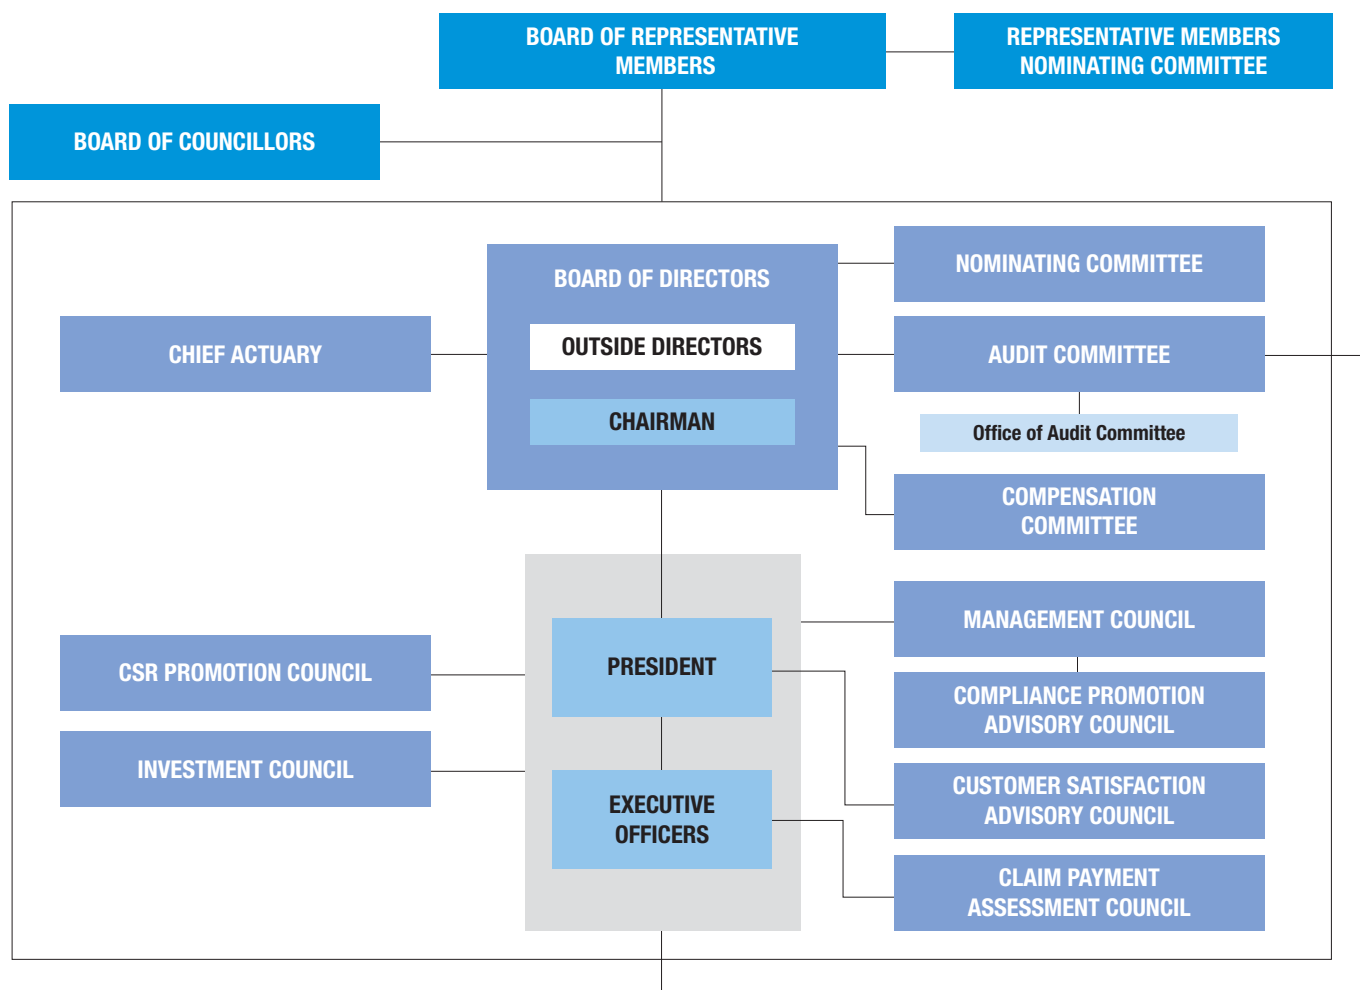 BOARD OF REPRESENTATIVE
MEMBERS
REPRESENTATIVE MEMBERS
NOMINATING COMMITTEE
BOARD OF COUNCILLORS
BOARD OF DIRECTORS
OUTSIDE DIRECTORS
CHAIRMAN
NOMINATING COMMITTEE
CHIEF ACTUARY
AUDIT COMMITTEE
Office of Audit Committee
COMPENSATION
COMMITTEE
PRESIDENT
EXECUTIVE
OFFICERS
CSR PROMOTION COUNCIL
INVESTMENT COUNCIL
MANAGEMENT COUNCIL
COMPLIANCE PROMOTION
ADVISORY COUNCIL
CUSTOMER SATISFACTION
ADVISORY COUNCIL
CLAIM PAYMENT
ASSESSMENT COUNCIL